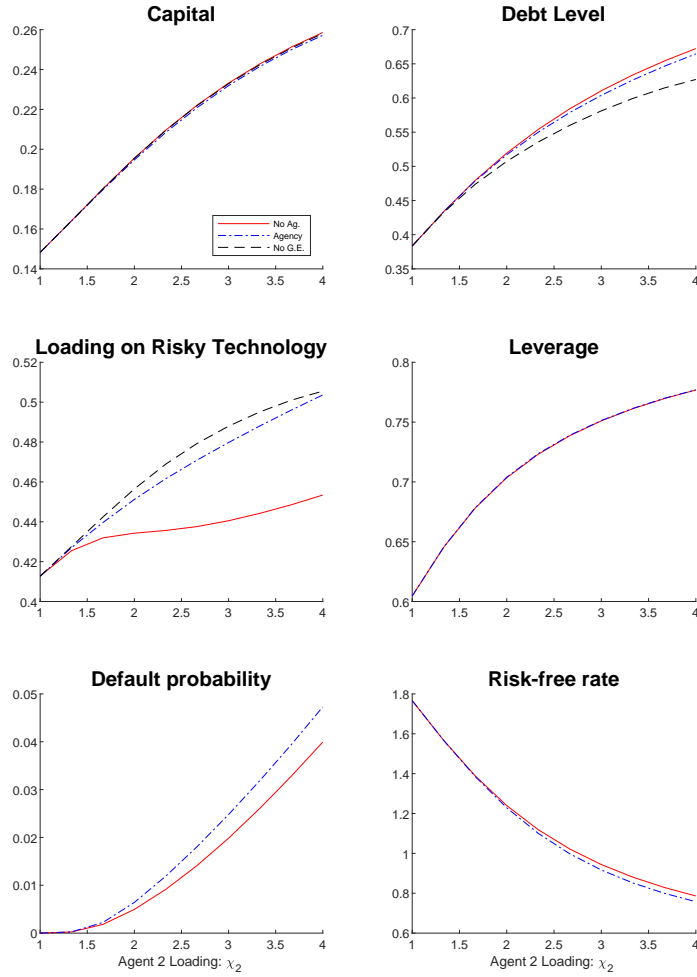 Capital
0.26
0.24
0.22
0.2
0.18
0.16
0.14
1 1.5 2 2.5 3 3.5 4
No Ag.
Agency
No G.E.
Debt Level
0.7
0.65
0.6
0.55
0.5
0.45
0.4
0.35
1 1.5 2 2.5 3 3.5 4
Loading on Risky Technology
0.52
0.5
0.48
0.46
0.44
0.42
0.4
1 1.5 2 2.5 3 3.5 4
Leverage
0.8
0.75
0.7
0.65
0.6
1 1.5 2 2.5 3 3.5 4
Default probability
0.05
0.04
0.03
0.02
0.01
0
1 1.5 2 2.5 3 3.5 4
Agent 2 Loading: χ₂
Risk-free rate
1.8
1.6
1.4
1.2
1
0.8
0.6
1 1.5 2 2.5 3 3.5 4
Agent 2 Loading: χ₂